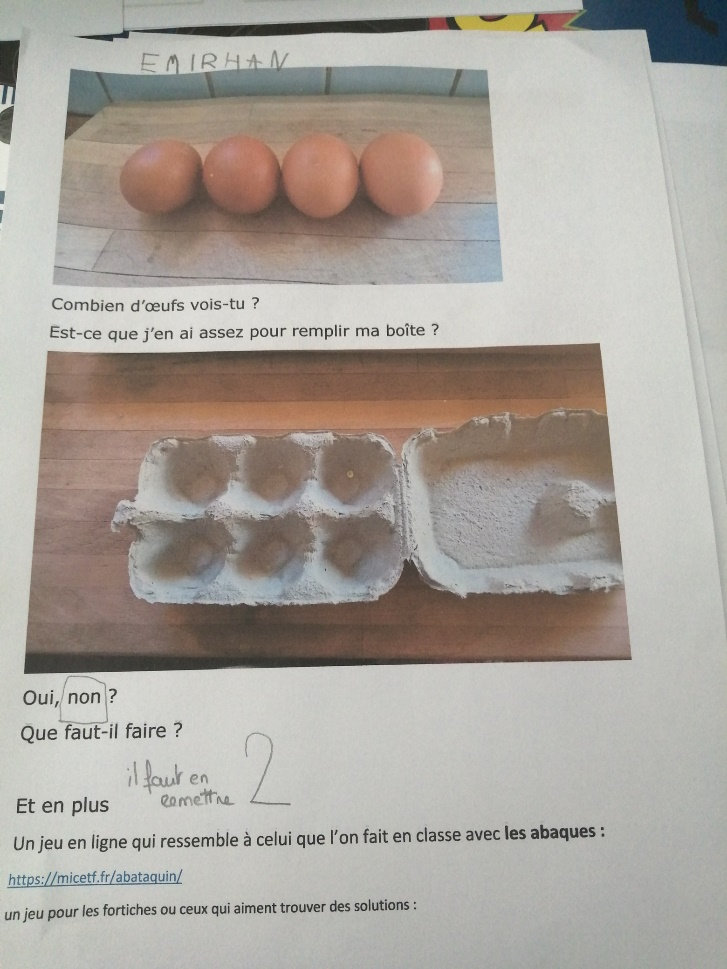 EMIRHAN
Combien d'œufs vois-tu ?
Est-ce que j'en ai assez pour remplir ma boîte ?
Oui, non ?
Que faut-il faire ?
il faut en
remettre 2
Et en plus
Un jeu en ligne qui ressemble à celui que l'on fait en classe avec les abaques :
https://micetf.fr/abataquin/
un jeu pour les fortiches ou ceux qui aiment trouver des solutions :